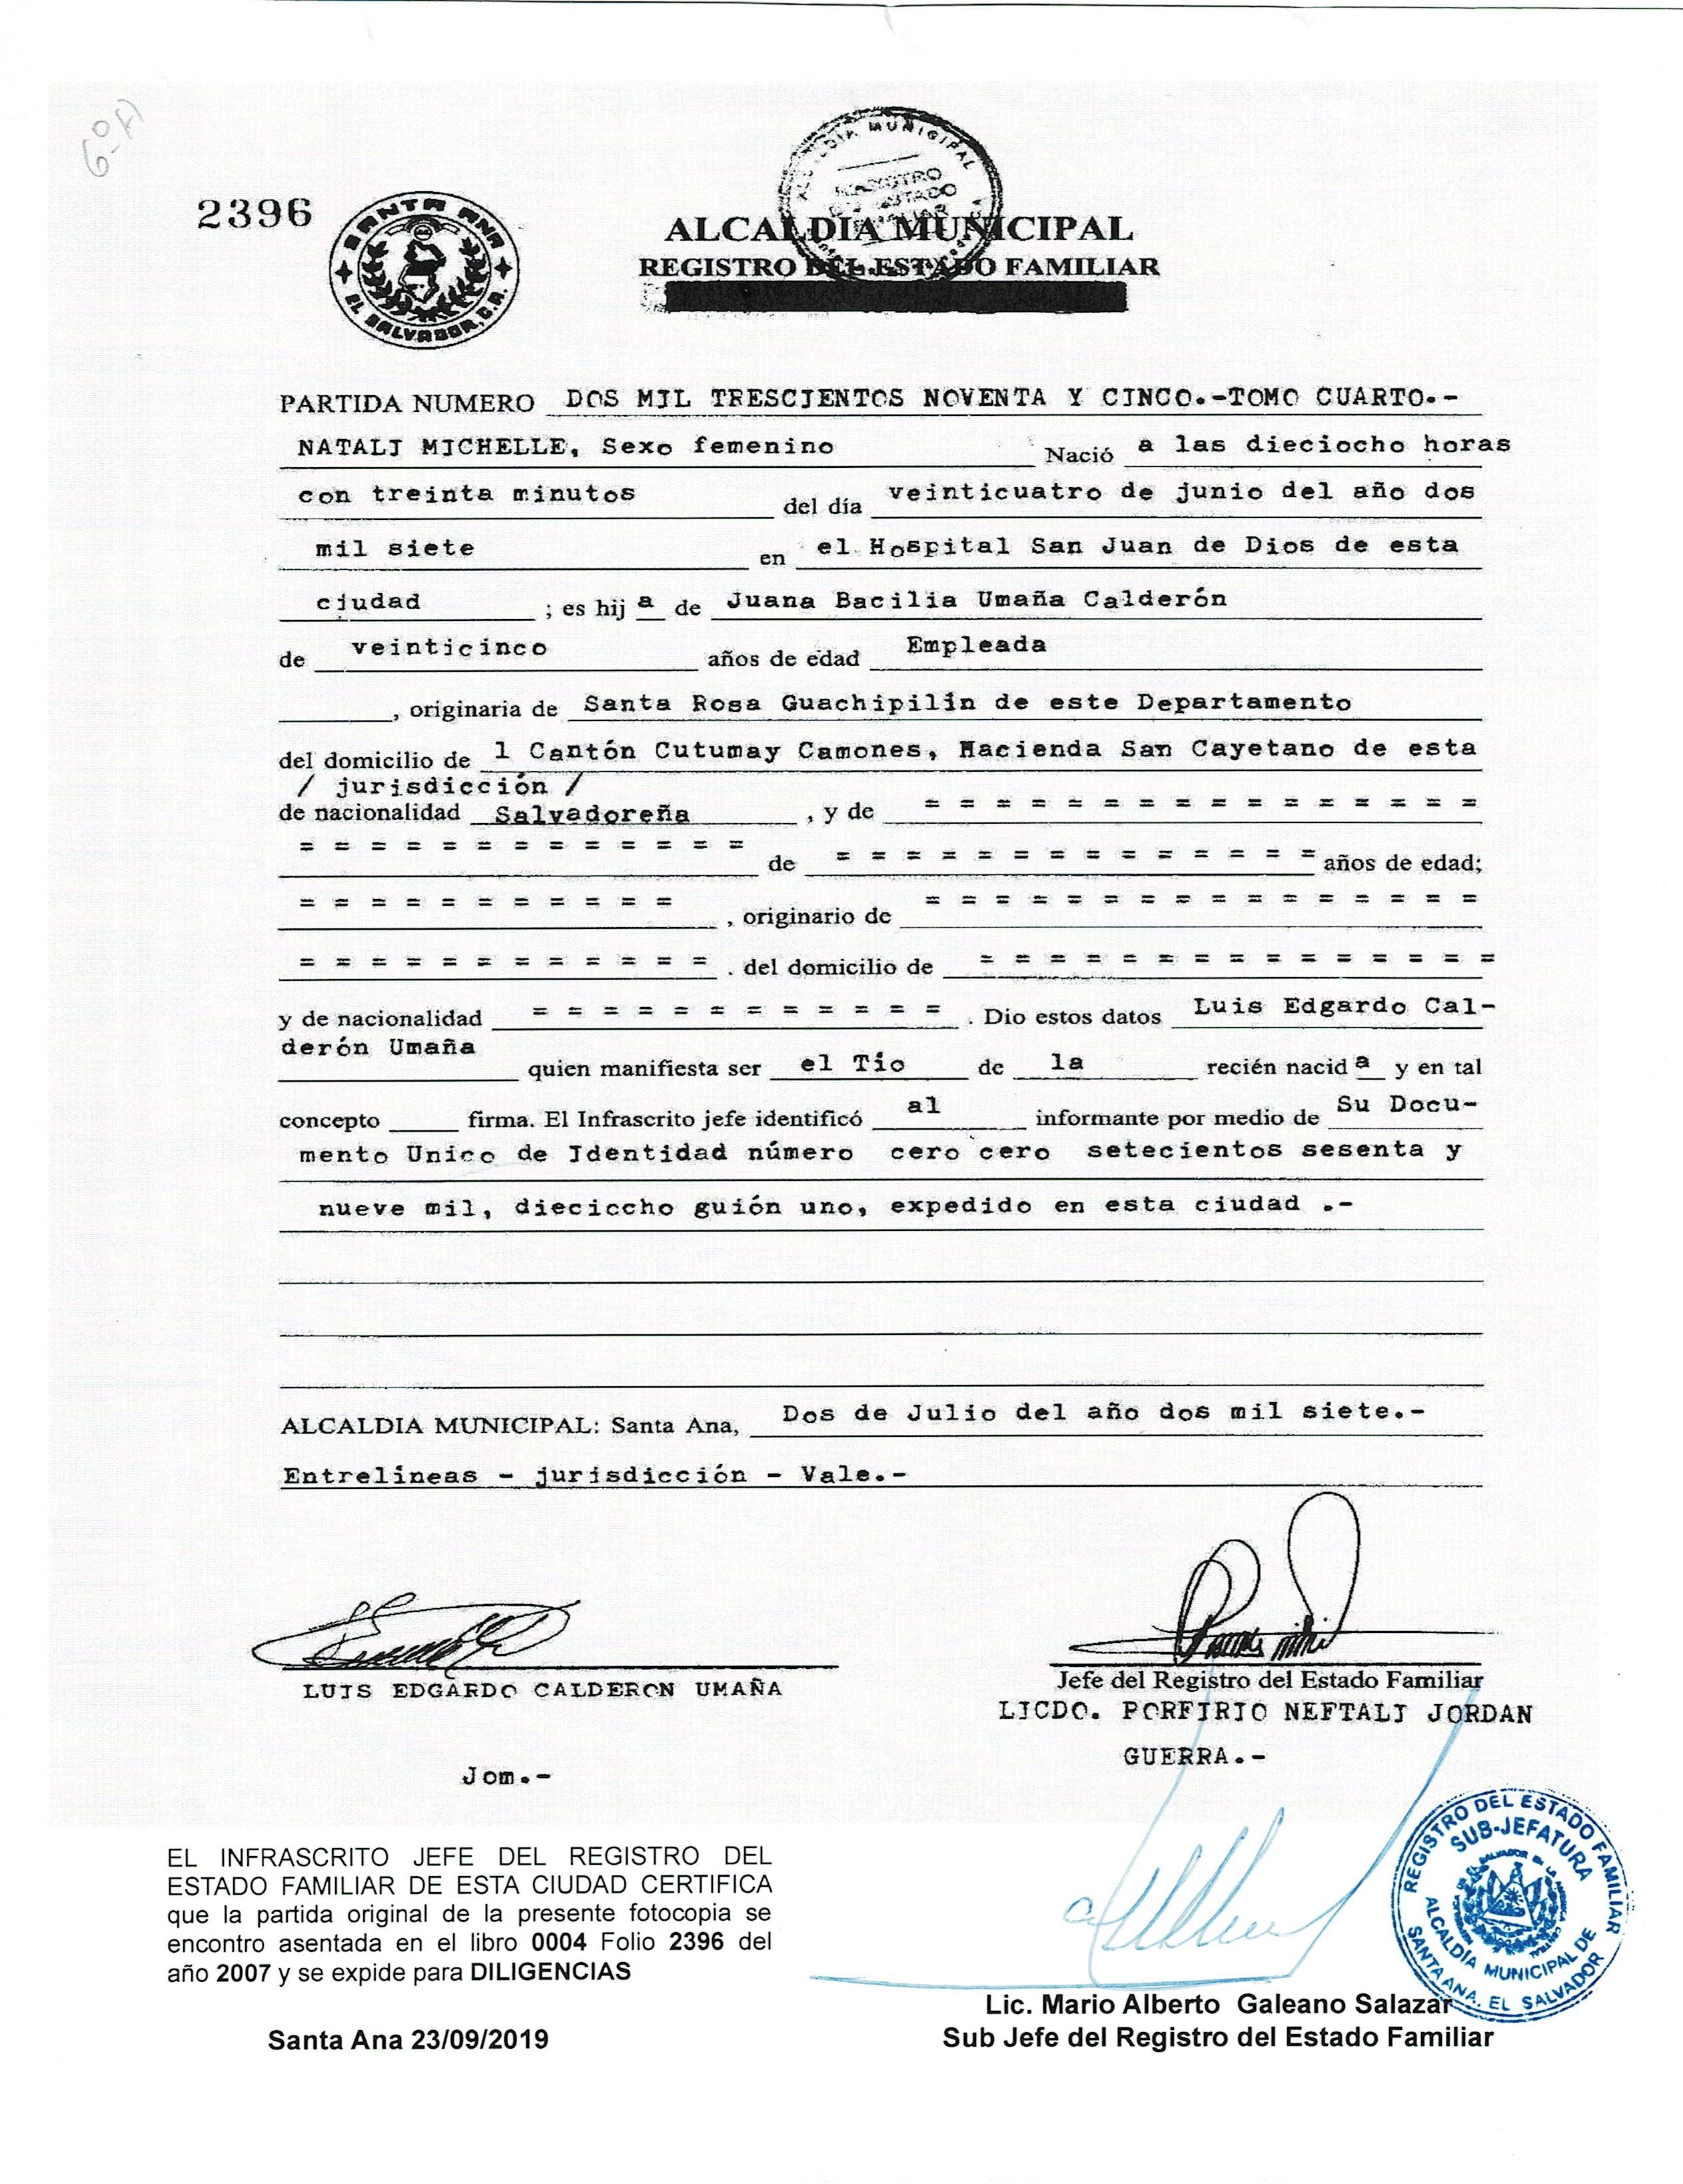 6ºA
2396
SANTA ANA
EL SALVADOR, C.A.
ALCALDIA MUNICIPAL
REGISTRO DEL ESTADO FAMILIAR
ALCALDIA MUNICIPAL
REGISTRO DEL ESTADO FAMILIAR
PARTIDA NUMERO DOS MIL TRESCIENTOS NOVENTA Y CINCO.-TOMO CUARTO.-
NATALI MICHELLE, Sexo femenino Nació a las dieciocho horas
con treinta minutos del día veinticuatro de junio del año dos
mil siete en el Hospital San Juan de Dios de esta
ciudad ; es hij a de Juana Bacilia Umaña Calderón
de veinticinco años de edad Empleada
, originaria de Santa Rosa Guachipilín de este Departamento
del domicilio de l Cantón Cutumay Camones, Hacienda San Cayetano de esta
/ jurisdicción /
de nacionalidad Salvadoreña , y de = = = = = = = = = = = = = = = =
= = = = = = = = = = = = = de = = = = = = = = = = = = = = años de edad;
= = = = = = = = = = = , originario de = = = = = = = = = = = = = = = =
= = = = = = = = = = = = . del domicilio de = = = = = = = = = = = = = = =
y de nacionalidad = = = = = = = = = = = = . Dio estos datos Luis Edgardo Cal-
derón Umaña quien manifiesta ser el Tío de la recién nacid a y en tal
concepto firma. El Infrascrito jefe identificó al informante por medio de Su Docu-
mento Unico de Identidad número cero cero setecientos sesenta y
nueve mil, dieciocho guión uno, expedido en esta ciudad .-
ALCALDIA MUNICIPAL: Santa Ana, Dos de Julio del año dos mil siete.-
Entrelíneas - jurisdicción - Vale.-
LUIS EDGARDO CALDERON UMAÑA
Jefe del Registro del Estado Familiar
LICDO. PORFIRIO NEFTALI JORDAN
GUERRA.-
Jom.-
EL INFRASCRITO JEFE DEL REGISTRO DEL
ESTADO FAMILIAR DE ESTA CIUDAD CERTIFICA
que la partida original de la presente fotocopia se
encontro asentada en el libro 0004 Folio 2396 del
año 2007 y se expide para DILIGENCIAS
Santa Ana 23/09/2019
REGISTRO DEL ESTADO FAMILIAR
SUB-JEFATURA
ALCALDÍA MUNICIPAL DE
SANTA ANA, EL SALVADOR
Lic. Mario Alberto Galeano Salazar
Sub Jefe del Registro del Estado Familiar